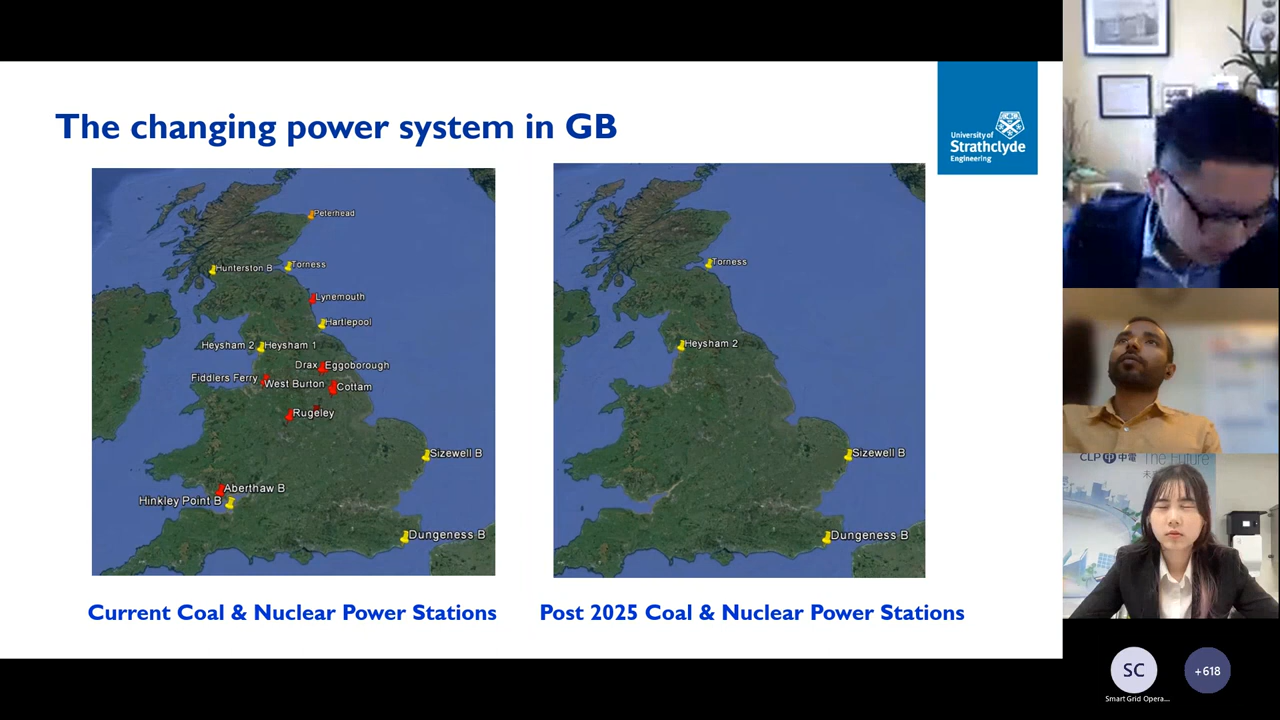 The changing power system in GB
University of
Strathclyde
Engineering
Peterhead
Hunterston B
Torness
Lynemouth
Hartlepool
Heysham 2
Heysham 1
Drax
Eggoborough
Fiddlers Ferry
West Burton
Cottam
Rugeley
Sizewell B
Aberthaw B
Hinkley Point B
Dungeness B
Torness
Heysham 2
Sizewell B
Dungeness B
Current Coal & Nuclear Power Stations
Post 2025 Coal & Nuclear Power Stations
CLP 中電 The Future
SC
+618
Smart Grid Opera...